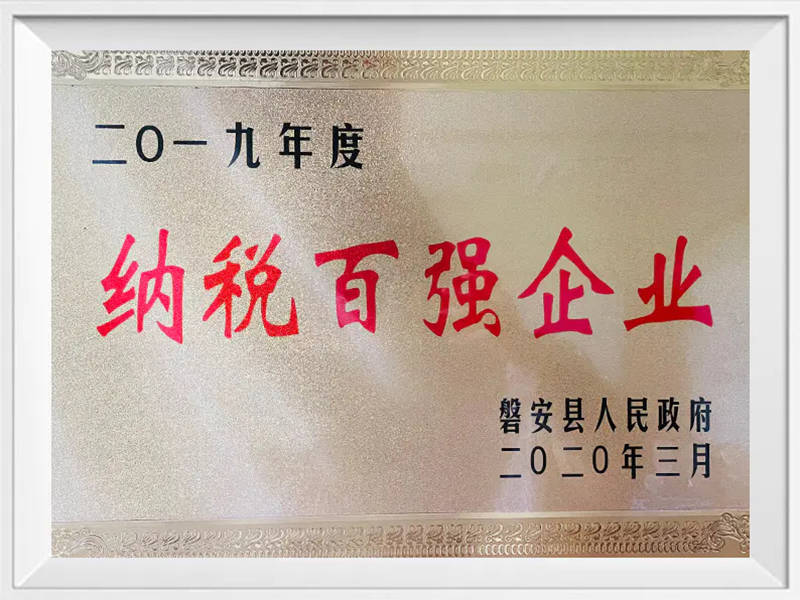 二〇一九年度
纳税百强企业
磐安县人民政府
二〇二〇年三月